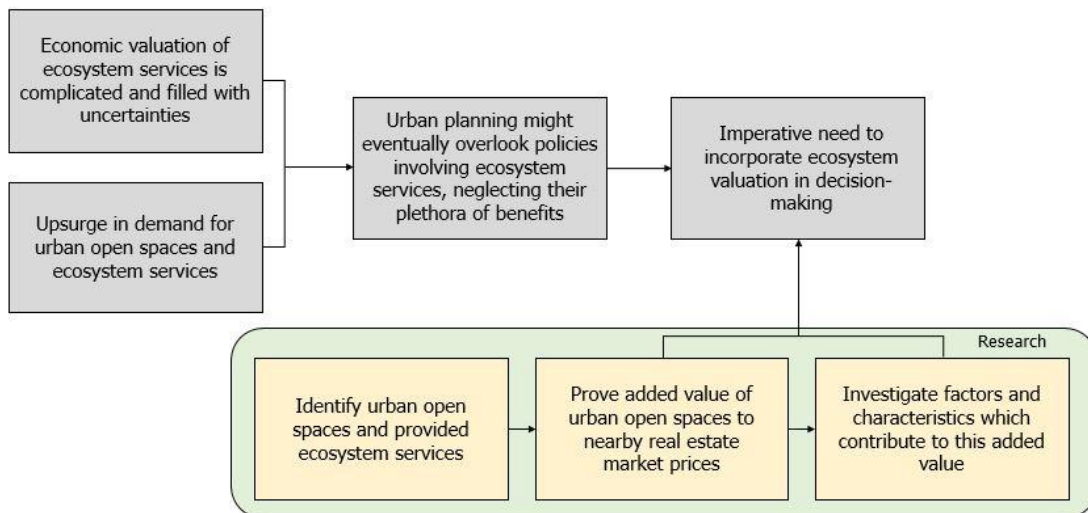 Economic valuation of
ecosystem services is
complicated and filled with
uncertainties
Upsurge in demand for
urban open spaces and
ecosystem services
Urban planning might
eventually overlook policies
involving ecosystem
services, neglecting their
plethora of benefits
Imperative need to
incorporate ecosystem
valuation in decision-
making
Research
Identify urban open
spaces and provided
ecosystem services
Prove added value of
urban open spaces to
nearby real estate
market prices
Investigate factors and
characteristics which
contribute to this added
value